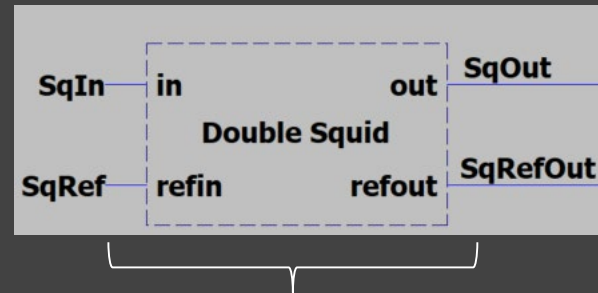 SqOut
SqIn in out
Double Squid
SqRefOut
SqRef refin refout